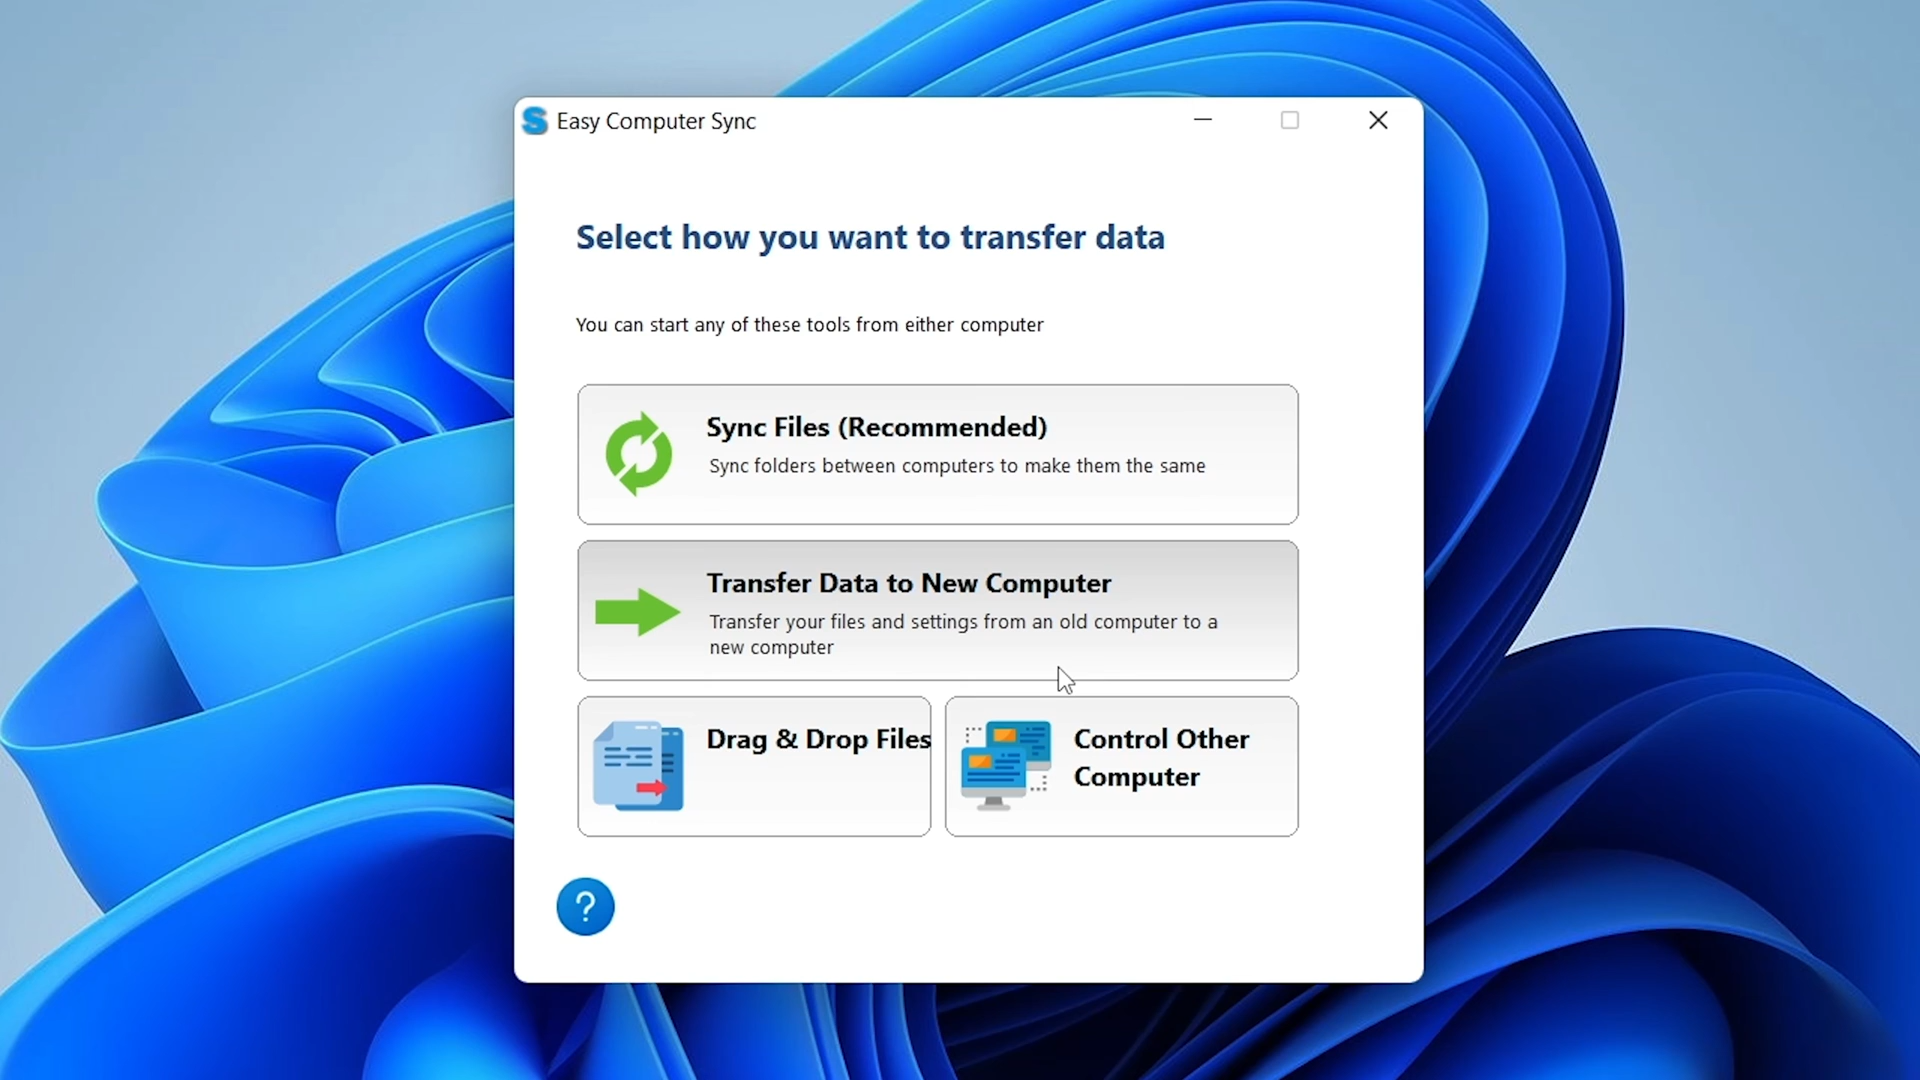 Easy Computer Sync
Select how you want to transfer data
You can start any of these tools from either computer
Sync Files (Recommended)
Sync folders between computers to make them the same
Transfer Data to New Computer
Transfer your files and settings from an old computer to a
new computer
Drag & Drop Files
Control Other
Computer
?